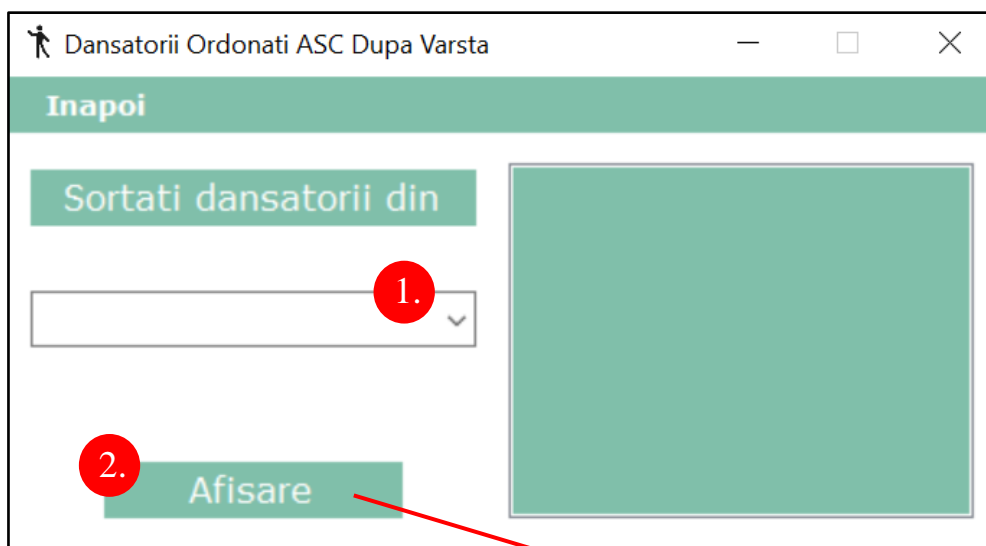 Dansatorii Ordonati ASC Dupa Varsta
Inapoi
Sortati dansatorii din
1.
2.
Afisare